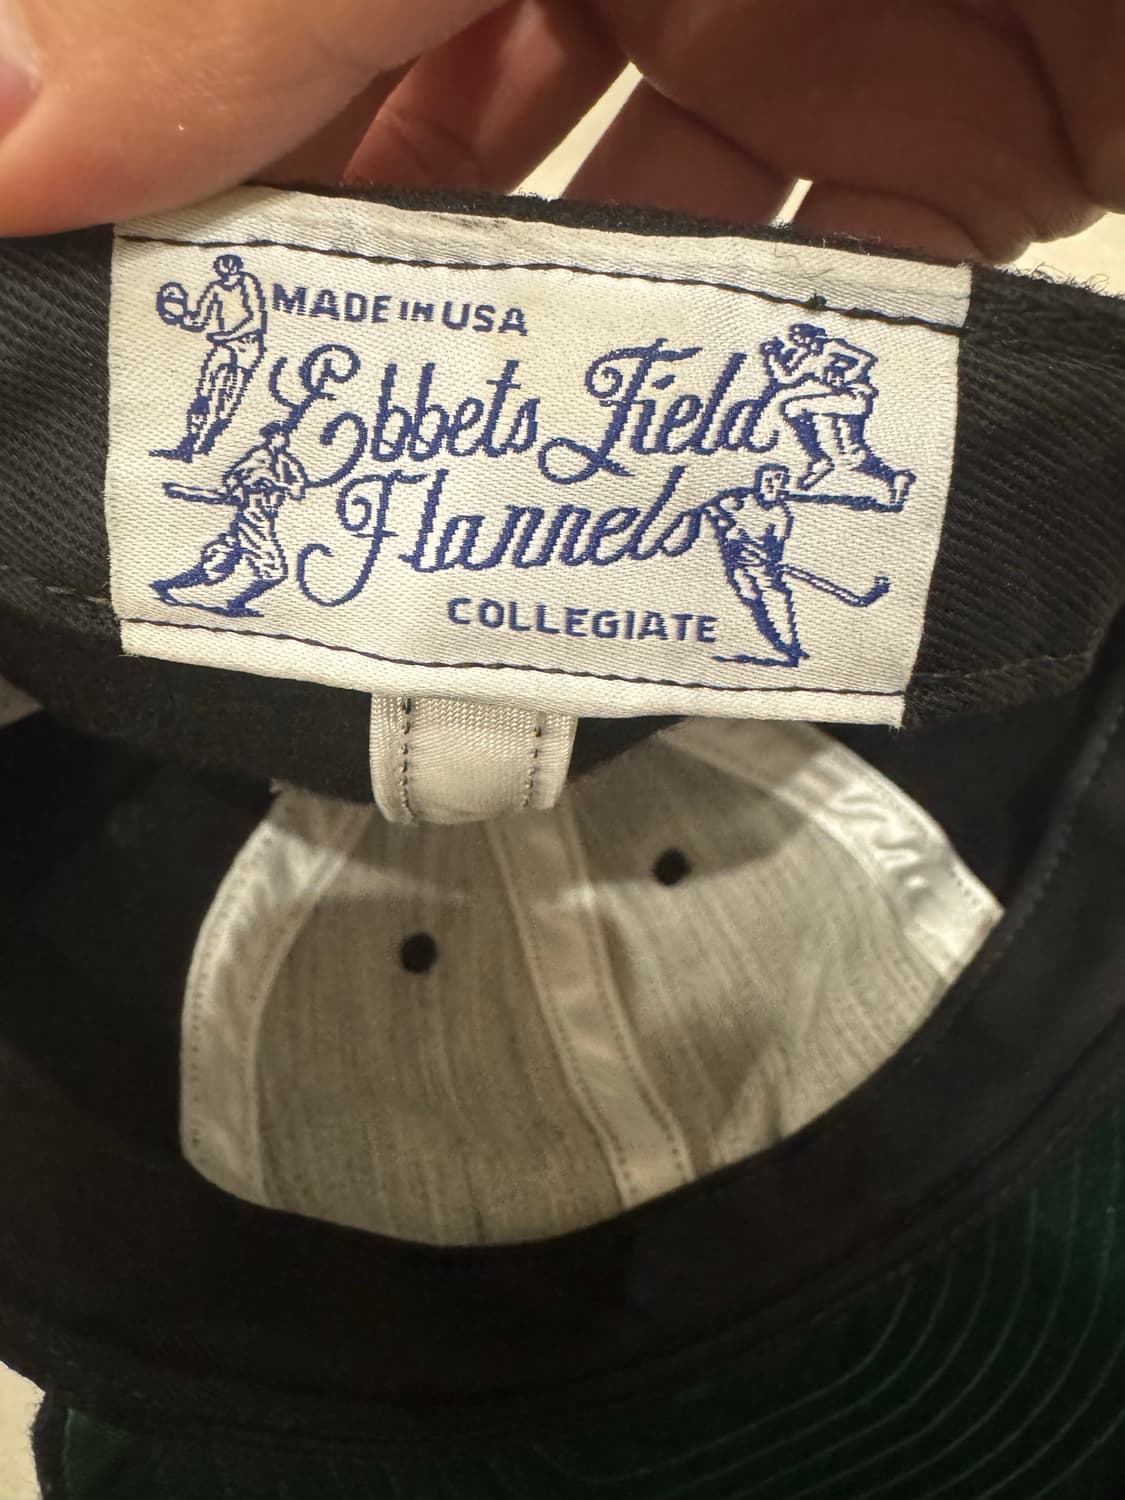 MADE IN USA
Ebbets Field
Flannels
COLLEGIATE